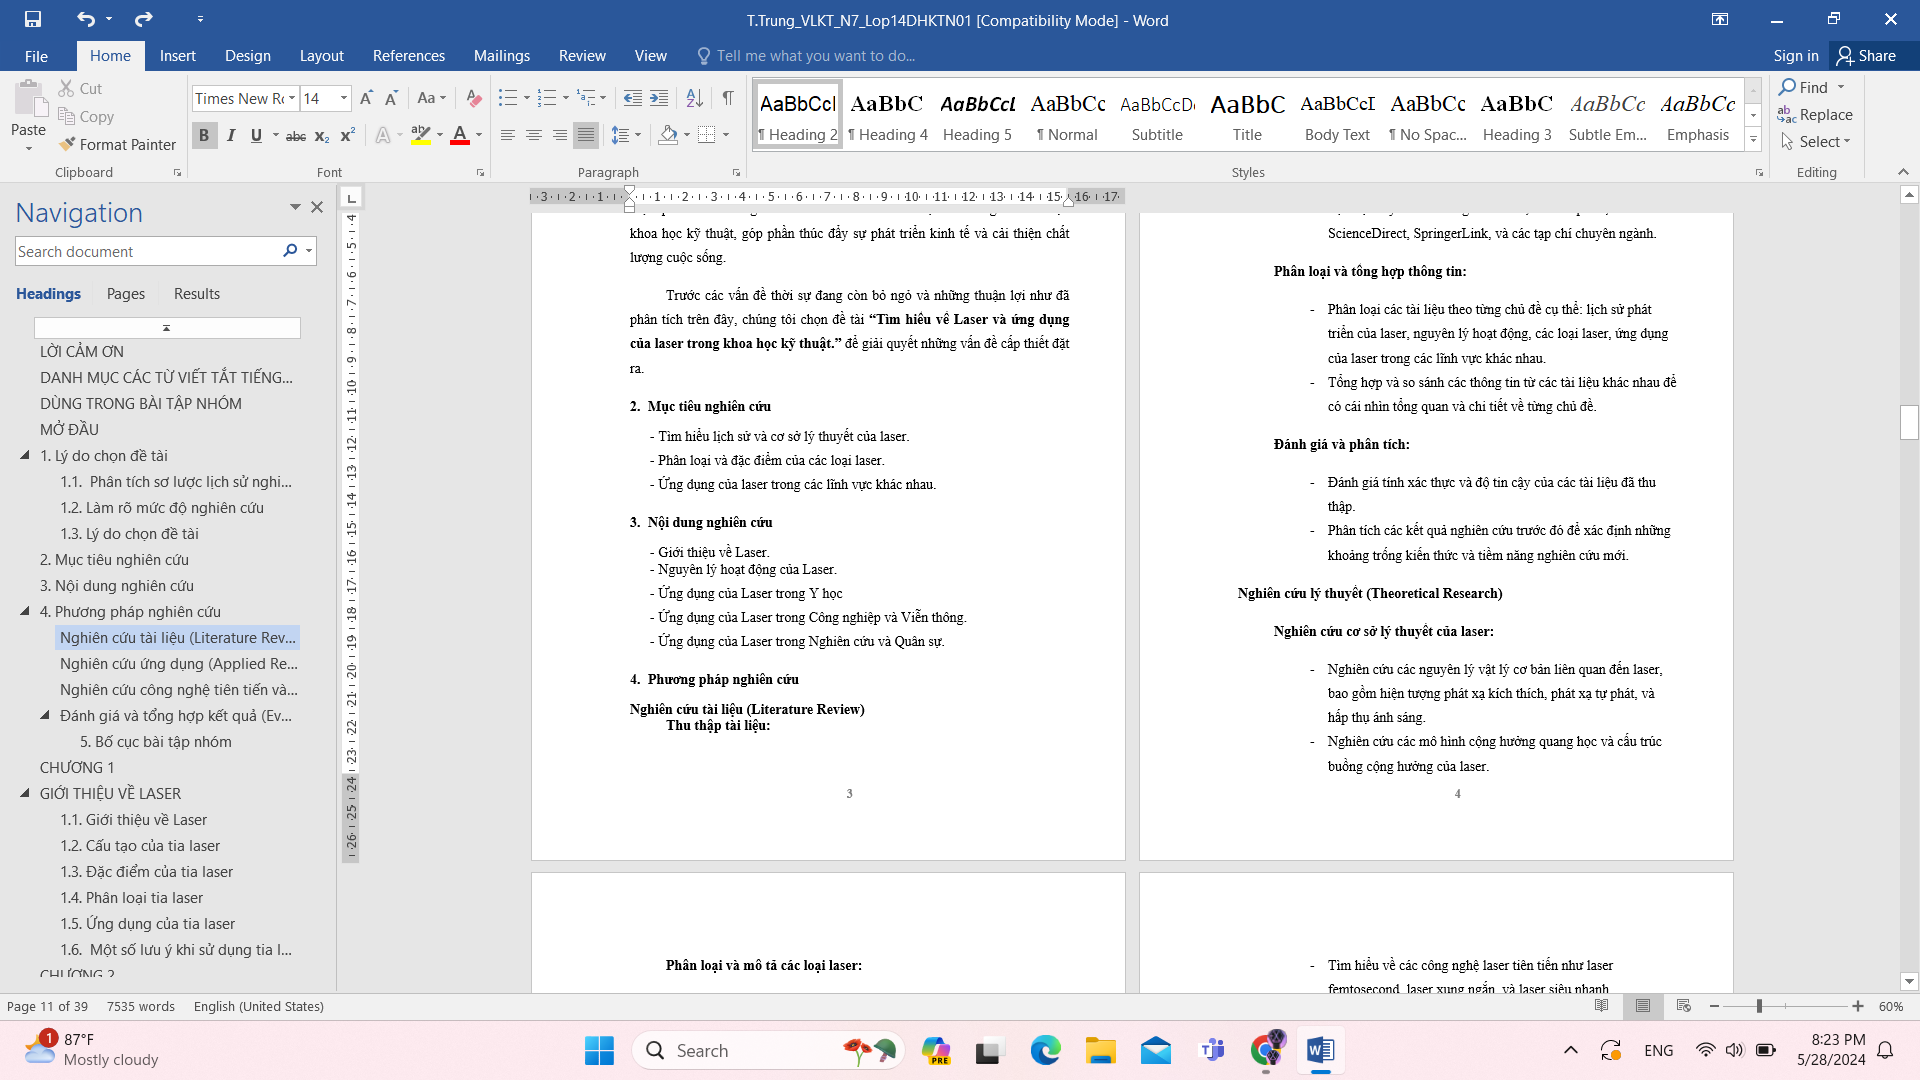 T.Trung_VLKT_N7_Lop14DHKTN01 [Compatibility Mode] - Word
File Home Insert Design Layout References Mailings Review View Tell me what you want to do... Sign in Share
Paste
Cut
Copy
Format Painter
Clipboard
Times New Ro 14
Font
Paragraph
AaBbCcI AaBbC AaBbCcL AaBbCc AaBbCcDc AaBbC AaBbCcI AaBbCc AaBbC AaBbCc AaBbCc
¶ Heading 2 ¶ Heading 4 Heading 5 ¶ Normal Subtitle Title Body Text ¶ No Spac... Heading 3 Subtle Em... Emphasis
Styles
Find
Replace
Select
Editing
Navigation
Search document
Headings Pages Results
LỜI CẢM ƠN
DANH MỤC CÁC TỪ VIẾT TẮT TIẾNG...
DÙNG TRONG BÀI TẬP NHÓM
MỞ ĐẦU
1. Lý do chọn đề tài
1.1. Phân tích sơ lược lịch sử nghi...
1.2. Làm rõ mức độ nghiên cứu
1.3. Lý do chọn đề tài
2. Mục tiêu nghiên cứu
3. Nội dung nghiên cứu
4. Phương pháp nghiên cứu
Nghiên cứu tài liệu (Literature Rev...
Nghiên cứu ứng dụng (Applied Re...
Nghiên cứu công nghệ tiên tiến và...
Đánh giá và tổng hợp kết quả (Ev...
5. Bố cục bài tập nhóm
CHƯƠNG 1
GIỚI THIỆU VỀ LASER
1.1. Giới thiệu về Laser
1.2. Cấu tạo của tia laser
1.3. Đặc điểm của tia laser
1.4. Phân loại tia laser
1.5. Ứng dụng của tia laser
1.6. Một số lưu ý khi sử dụng tia l...
CHƯƠNG 2
khoa học kỹ thuật, góp phần thúc đẩy sự phát triển kinh tế và cải thiện chất
lượng cuộc sống.
Trước các vấn đề thời sự đang còn bỏ ngỏ và những thuận lợi như đã
phân tích trên đây, chúng tôi chọn đề tài “Tìm hiểu về Laser và ứng dụng
của laser trong khoa học kỹ thuật.” để giải quyết những vấn đề cấp thiết đặt
ra.
2. Mục tiêu nghiên cứu
- Tìm hiểu lịch sử và cơ sở lý thuyết của laser.
- Phân loại và đặc điểm của các loại laser.
- Ứng dụng của laser trong các lĩnh vực khác nhau.
3. Nội dung nghiên cứu
- Giới thiệu về Laser.
- Nguyên lý hoạt động của Laser.
- Ứng dụng của Laser trong Y học
- Ứng dụng của Laser trong Công nghiệp và Viễn thông.
- Ứng dụng của Laser trong Nghiên cứu và Quân sự.
4. Phương pháp nghiên cứu
Nghiên cứu tài liệu (Literature Review)
Thu thập tài liệu:
3
ScienceDirect, SpringerLink, và các tạp chí chuyên ngành.
Phân loại và tổng hợp thông tin:
- Phân loại các tài liệu theo từng chủ đề cụ thể: lịch sử phát
triển của laser, nguyên lý hoạt động, các loại laser, ứng dụng
của laser trong các lĩnh vực khác nhau.
- Tổng hợp và so sánh các thông tin từ các tài liệu khác nhau để
có cái nhìn tổng quan và chi tiết về từng chủ đề.
Đánh giá và phân tích:
- Đánh giá tính xác thực và độ tin cậy của các tài liệu đã thu
thập.
- Phân tích các kết quả nghiên cứu trước đó để xác định những
khoảng trống kiến thức và tiềm năng nghiên cứu mới.
Nghiên cứu lý thuyết (Theoretical Research)
Nghiên cứu cơ sở lý thuyết của laser:
- Nghiên cứu các nguyên lý vật lý cơ bản liên quan đến laser,
bao gồm hiện tượng phát xạ kích thích, phát xạ tự phát, và
hấp thụ ánh sáng.
- Nghiên cứu các mô hình cộng hưởng quang học và cấu trúc
buồng cộng hưởng của laser.
4
Phân loại và mô tả các loại laser:
- Tìm hiểu về các công nghệ laser tiên tiến như laser
femtosecond, laser xung ngắn, và laser siêu nhanh
Page 11 of 39 7535 words English (United States) 60%
1 87°F
Mostly cloudy
Search
PRE
ENG
8:23 PM
5/28/2024